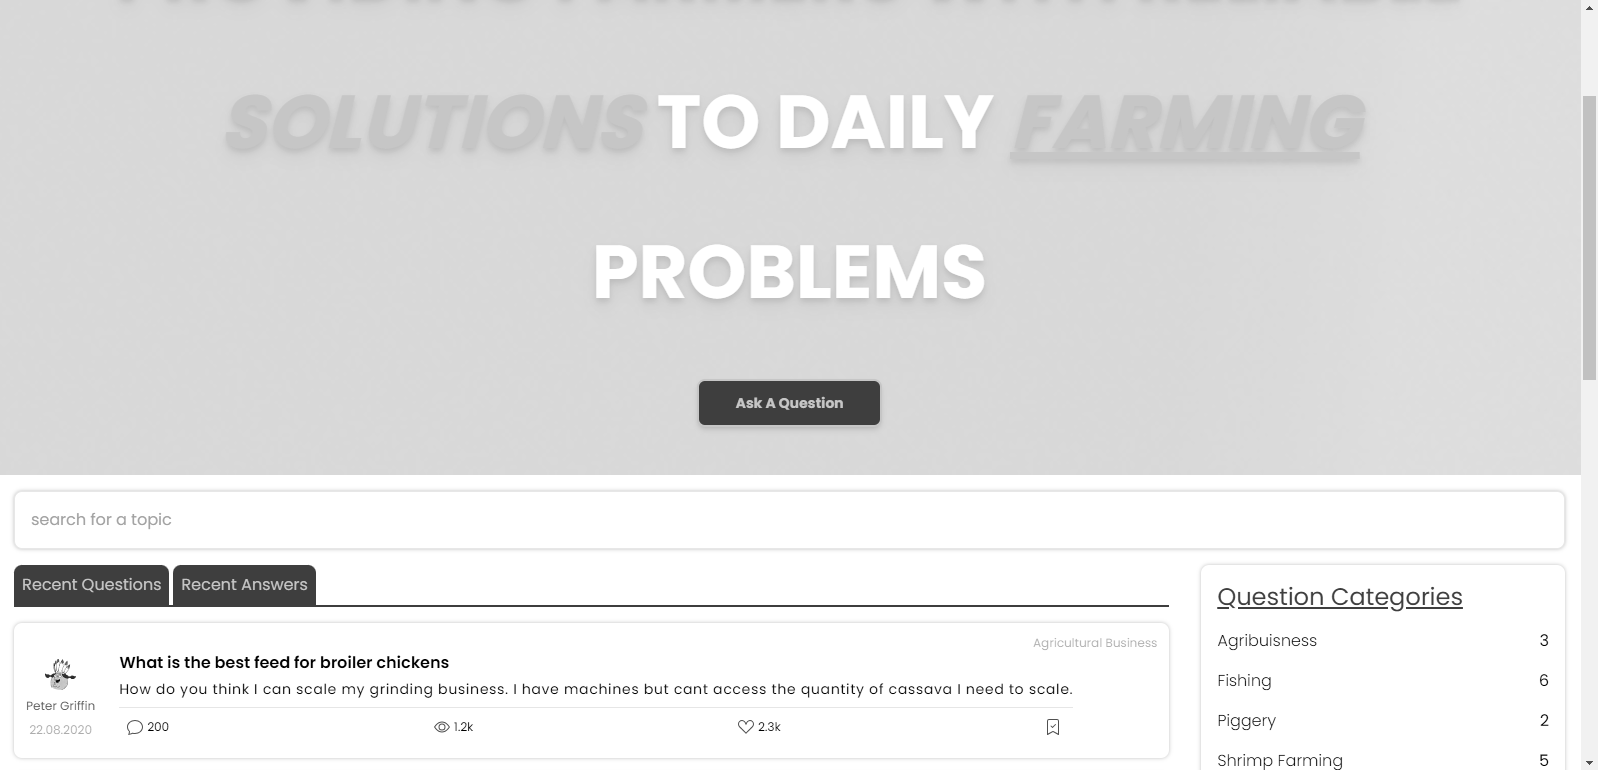 SOLUTIONS TO DAILY FARMING
PROBLEMS
Ask A Question
search for a topic
Recent Questions
Recent Answers
Agricultural Business
What is the best feed for broiler chickens
How do you think I can scale my grinding business. I have machines but cant access the quantity of cassava I need to scale.
Peter Griffin
22.08.2020
200
1.2k
2.3k
Question Categories
Agribuisness 3
Fishing 6
Piggery 2
Shrimp Farming 5